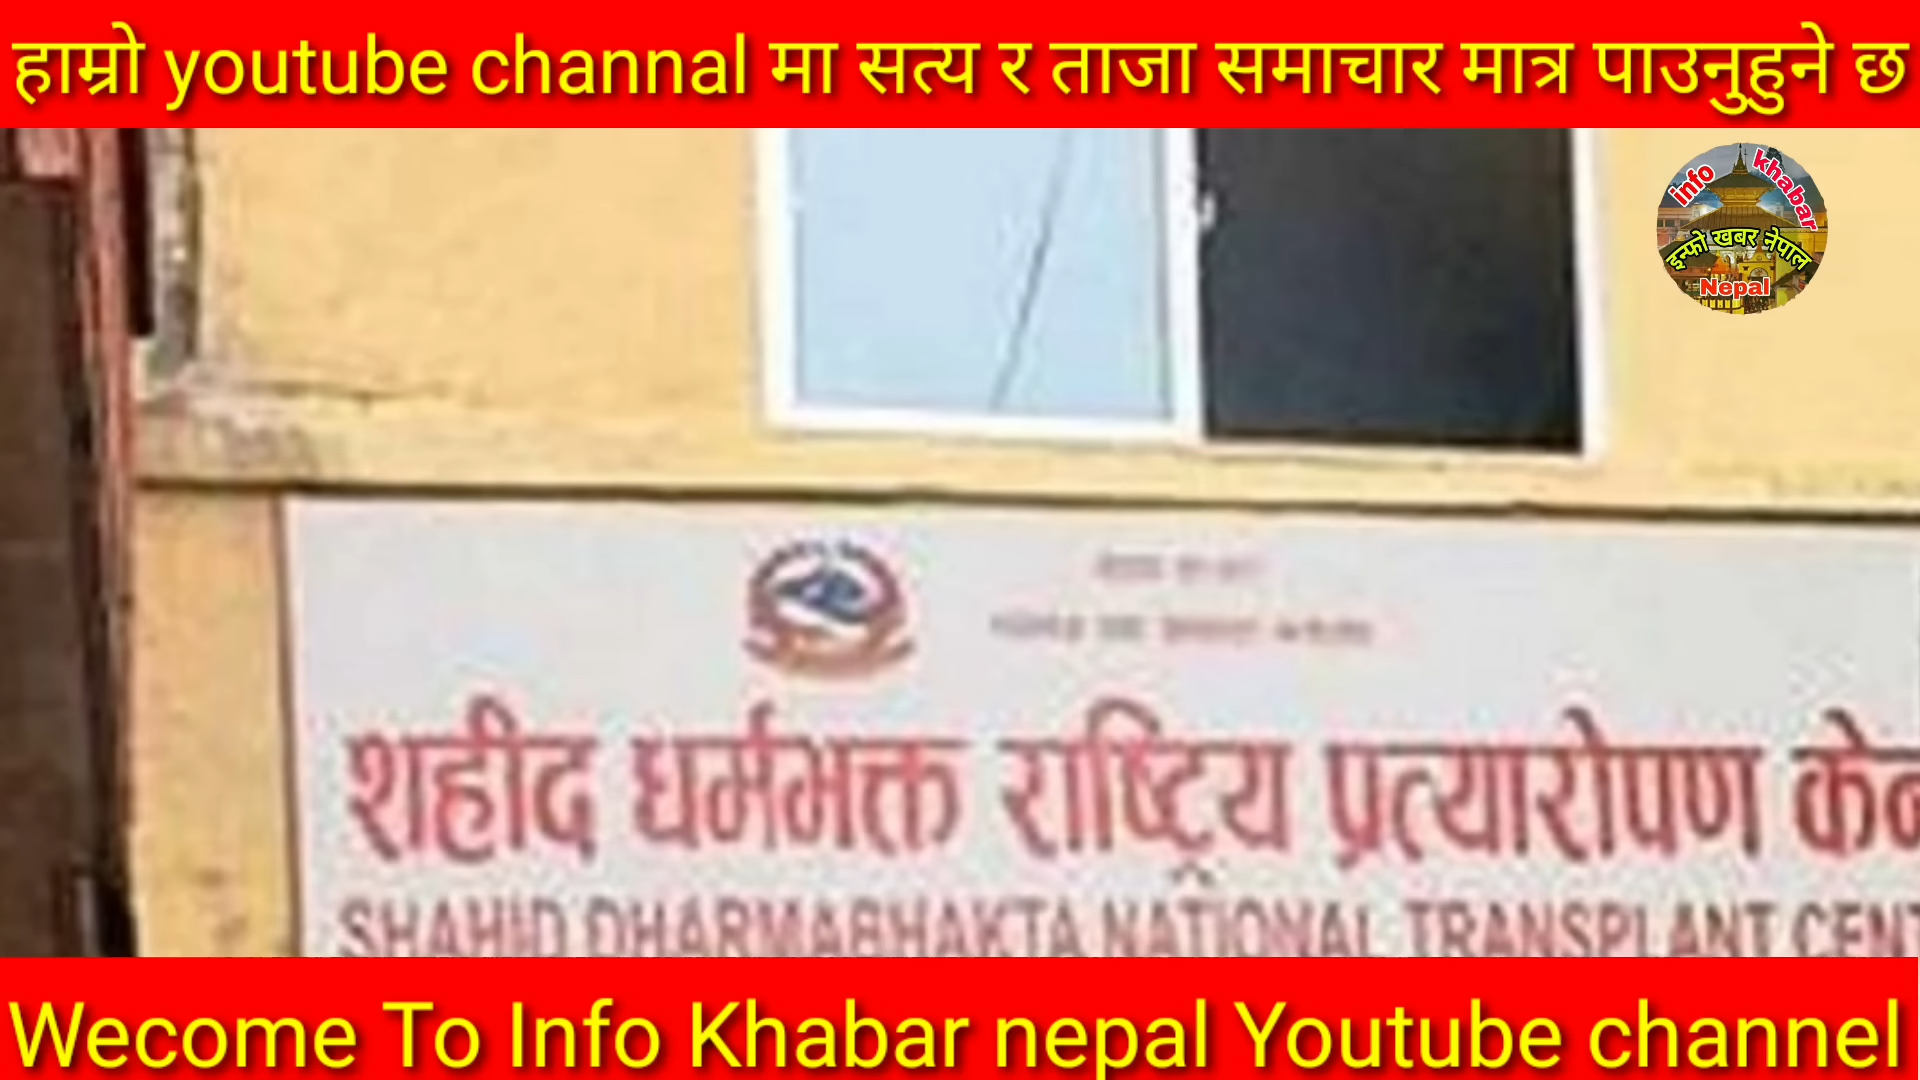 हाम्रो youtube channal मा सत्य र ताजा समाचार मात्र पाउनुहुने छ
info khabar
इन्फो खबर नेपाल
Nepal
शहीद धर्मभक्त राष्ट्रिय प्रत्यारोपण केन
SHAHID DHARMABHAKTA NATIONAL TRANSPLANT CENT
Wecome To Info Khabar nepal Youtube channel